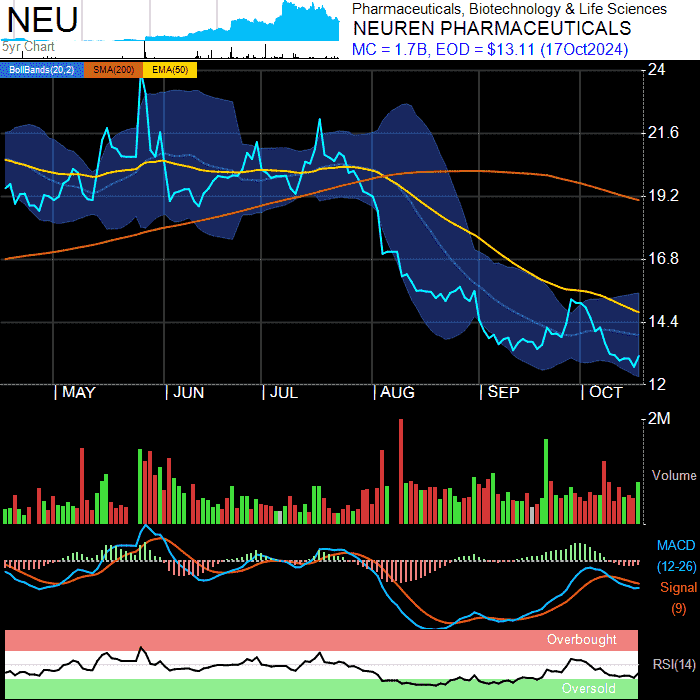 NEU
5yr Chart
Pharmaceuticals, Biotechnology & Life Sciences
NEUREN PHARMACEUTICALS
MC = 1.7B, EOD = $13.11 (17Oct2024)
BollBands(20,2) SMA(200) EMA(50)
24
21.6
19.2
16.8
14.4
12
MAY JUN JUL AUG SEP OCT
2M
Volume
MACD
(12-26)
Signal
(9)
Overbought
RSI(14)
Oversold